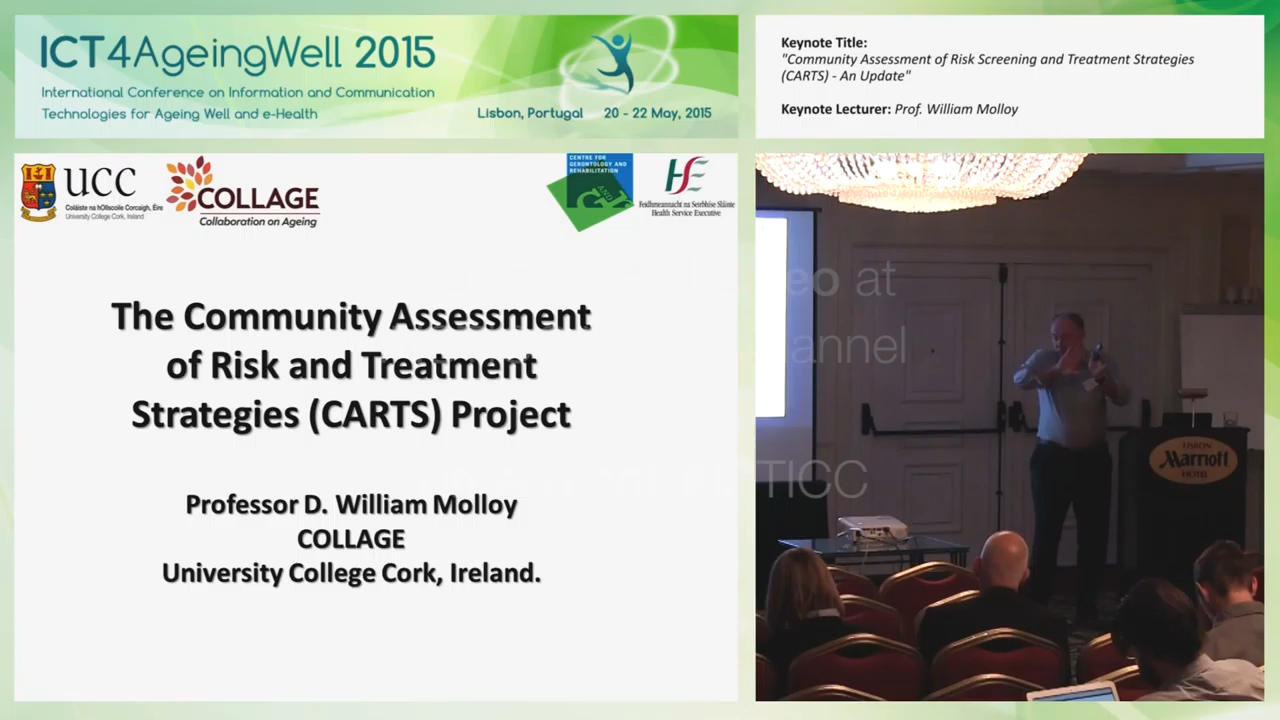 ICT4AgeingWell 2015
International Conference on Information and Communication
Technologies for Ageing Well and e-Health
Lisbon, Portugal 20 - 22 May, 2015
Keynote Title:
"Community Assessment of Risk Screening and Treatment Strategies
(CARTS) - An Update"
Keynote Lecturer: Prof. William Molloy
UCC
Coláiste na hOllscoile Corcaigh, Éire
University College Cork, Ireland
COLLAGE
Collaboration on Ageing
CENTRE FOR
GERONTOLOGY AND
REHABILITATION
Feidhmeannacht na Seirbhíse Sláinte
Health Service Executive
The Community Assessment
of Risk and Treatment
Strategies (CARTS) Project
Professor D. William Molloy
COLLAGE
University College Cork, Ireland.
at
TICC
LISBON
Marriott
HOTEL